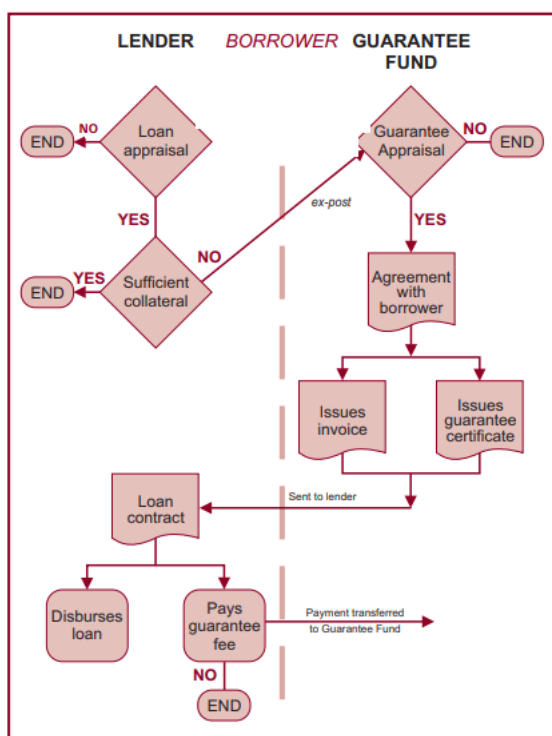 LENDER
BORROWER
GUARANTEE
FUND
END
NO
Loan
appraisal
Guarantee
Appraisal
NO
END
ex-post
YES
YES
NO
END
YES
Sufficient
collateral
Agreement
with
borrower
Issues
invoice
Issues
guarantee
certificate
Sent to lender
Loan
contract
Disburses
loan
Pays
guarantee
fee
Payment transferred
to Guarantee Fund
NO
END